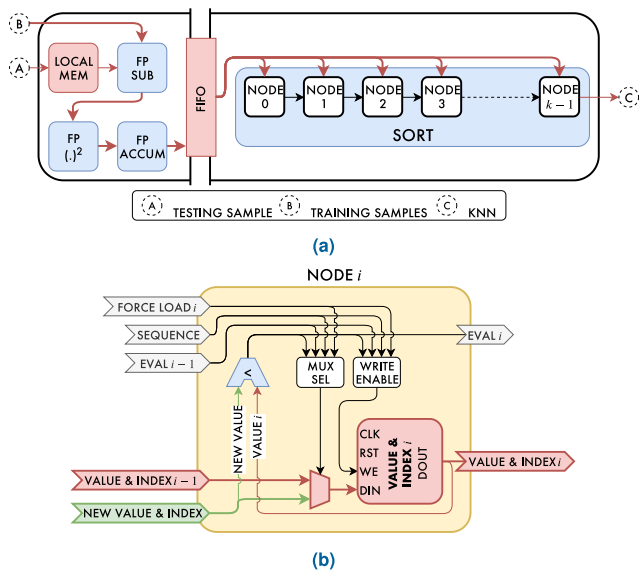 B
A
LOCAL
MEM
FP
SUB
FP
(.)²
FP
ACCUM
FIFO
NODE
0
NODE
1
NODE
2
NODE
3
NODE
k − 1
SORT
C
A TESTING SAMPLE B TRAINING SAMPLES C KNN
(a)
NODE i
FORCE LOAD i
SEQUENCE
EVAL i − 1
EVAL i
<
MUX
SEL
WRITE
ENABLE
NEW VALUE
VALUE i
CLK
RST
WE
DIN
VALUE &
INDEX i
DOUT
VALUE & INDEX i − 1
NEW VALUE & INDEX
VALUE & INDEX i
(b)